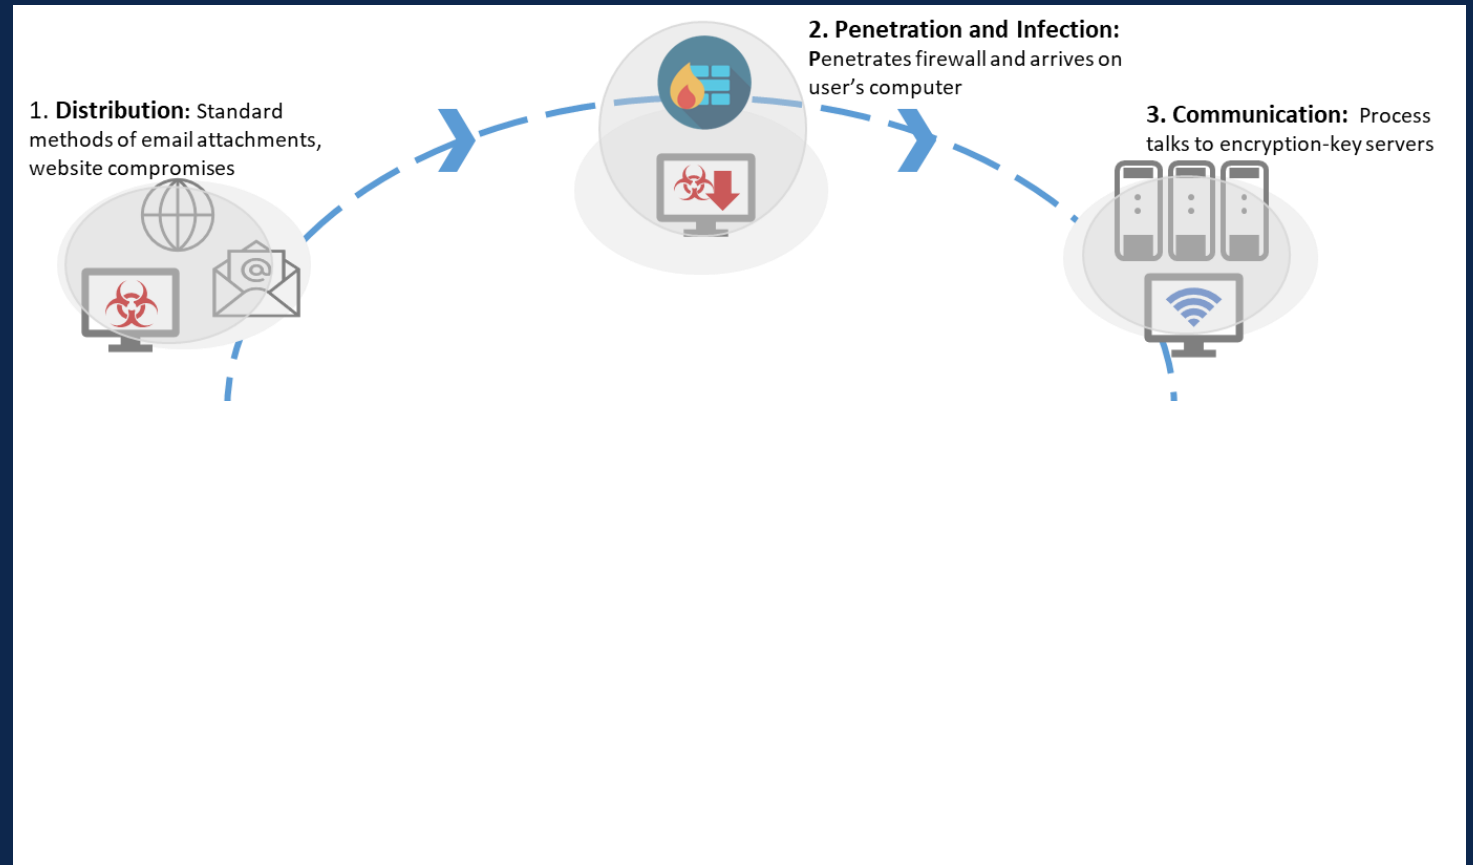 1. Distribution: Standard
methods of email attachments,
website compromises
2. Penetration and Infection:
Penetrates firewall and arrives on
user’s computer
3. Communication: Process
talks to encryption-key servers
@